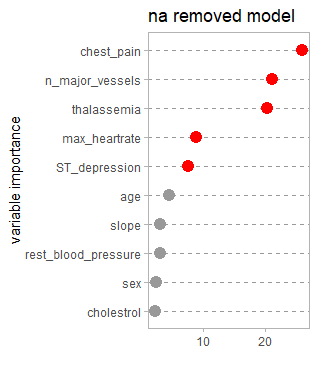 na removed model
variable importance
chest_pain
n_major_vessels
thalassemia
max_heartrate
ST_depression
age
slope
rest_blood_pressure
sex
cholestrol
10 20